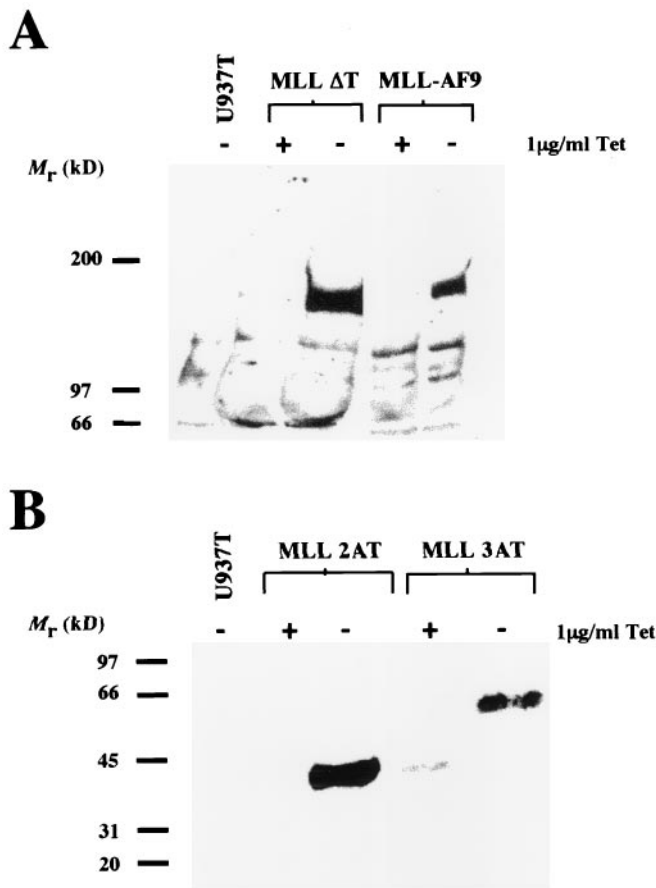 A
U937T
MLL ΔT
MLL-AF9
- + - + - 1µg/ml Tet
Mr (kD)
200
97
66
B
U937T
MLL 2AT
MLL 3AT
- + - + - 1µg/ml Tet
Mr (kD)
97
66
45
31
20